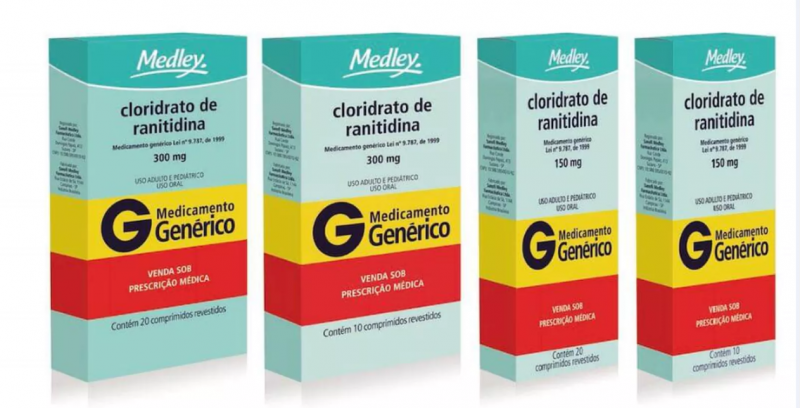 Medley.
cloridrato de
ranitidina
Medicamento genérico Lei nº 9.787, de 1999
300 mg
USO ADULTO E PEDIÁTRICO
USO ORAL
G Medicamento
Genérico
VENDA SOB
PRESCRIÇÃO MÉDICA
Contém 20 comprimidos revestidos
Medley.
cloridrato de
ranitidina
Medicamento genérico Lei nº 9.787, de 1999
300 mg
USO ADULTO E PEDIÁTRICO
USO ORAL
G Medicamento
Genérico
VENDA SOB
PRESCRIÇÃO MÉDICA
Contém 10 comprimidos revestidos
Medley.
cloridrato de
ranitidina
Medicamento genérico
Lei nº 9.787, de 1999
150 mg
USO ADULTO E PEDIÁTRICO
USO ORAL
G Medicamento
Genérico
VENDA SOB
PRESCRIÇÃO MÉDICA
Contém 20
comprimidos revestidos
Medley.
cloridrato de
ranitidina
Medicamento genérico
Lei nº 9.787, de 1999
150 mg
USO ADULTO E PEDIÁTRICO
USO ORAL
G Medicamento
Genérico
VENDA SOB
PRESCRIÇÃO MÉDICA
Contém 10
comprimidos revestidos